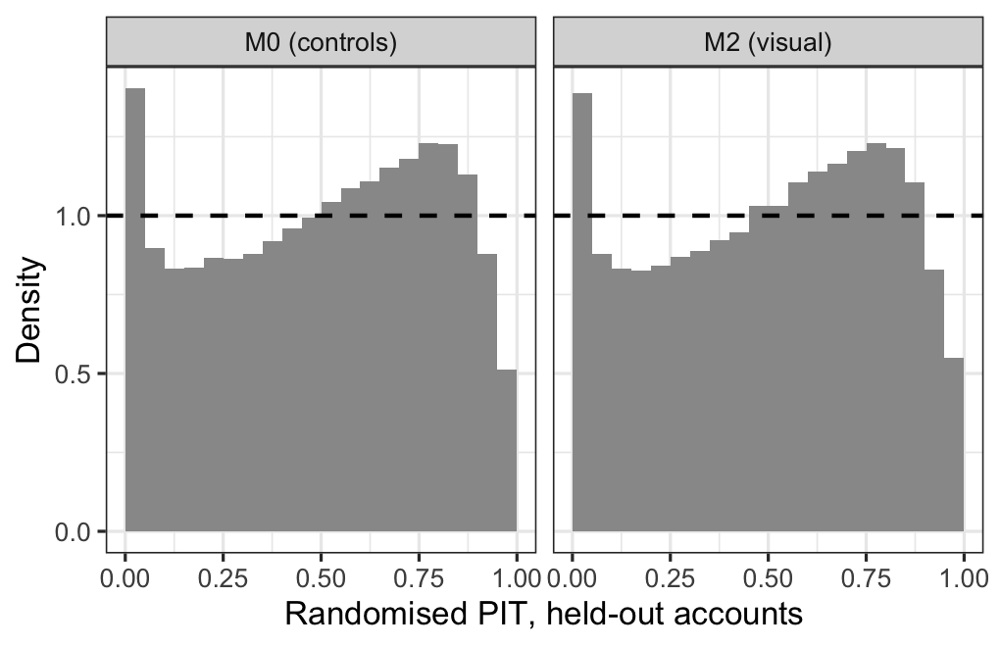 M0 (controls) M2 (visual)
Density
1.0
0.5
0.0
0.00 0.25 0.50 0.75 1.00 0.00 0.25 0.50 0.75 1.00
Randomised PIT, held-out accounts